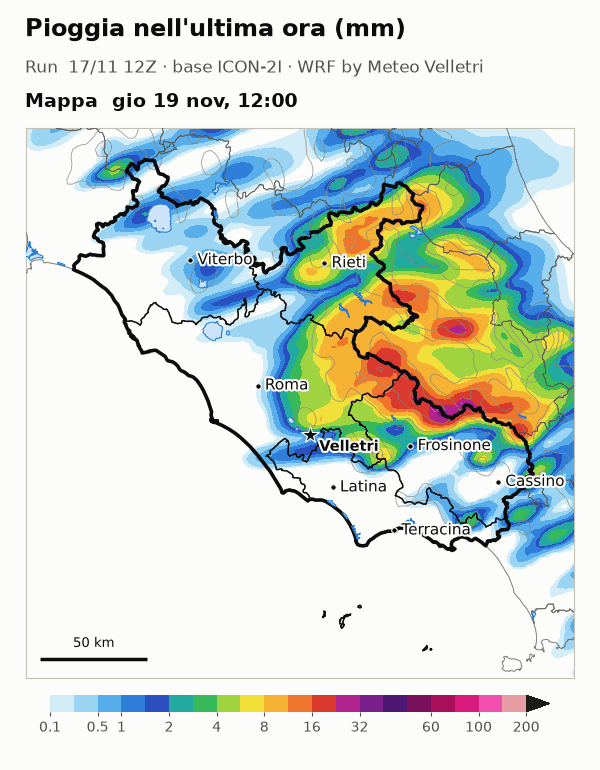 Pioggia nell'ultima ora (mm)
Run  17/11 12Z · base ICON-2I · WRF by Meteo Velletri
Mappa  gio 19 nov, 12:00
Viterbo
Rieti
Roma
Velletri
Frosinone
Latina
Cassino
Terracina
50 km
0.1 0.5 1 2 4 8 16 32 60 100 200